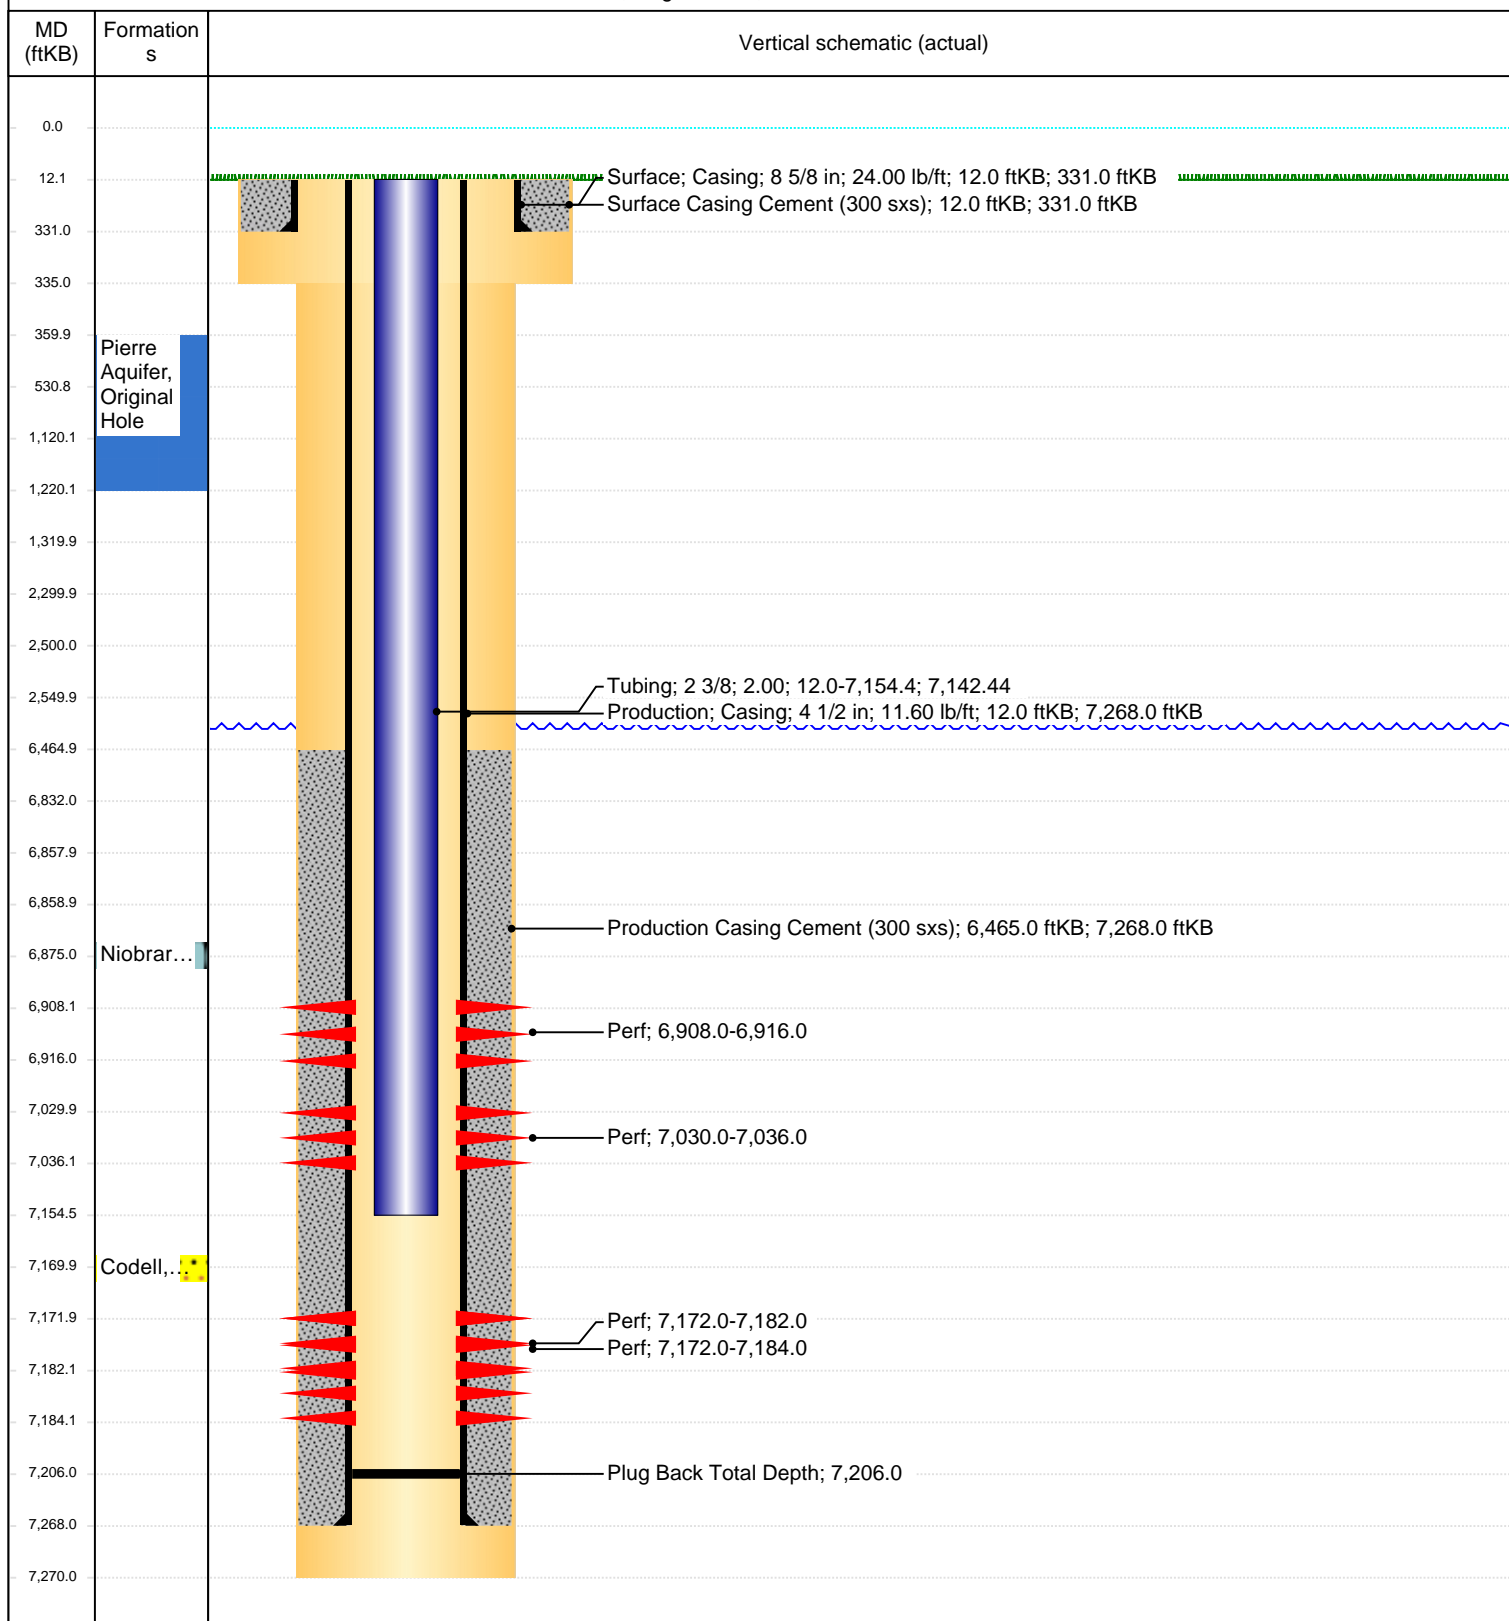 MD
(ftKB)
Formation
s
Vertical schematic (actual)
0.0
12.1
Surface; Casing; 8 5/8 in; 24.00 lb/ft; 12.0 ftKB; 331.0 ftKB
Surface Casing Cement (300 sxs); 12.0 ftKB; 331.0 ftKB
331.0
335.0
359.9
Pierre
Aquifer,
Original
Hole
530.8
1,120.1
1,220.1
1,319.9
2,299.9
2,500.0
Tubing; 2 3/8; 2.00; 12.0-7,154.4; 7,142.44
2,549.9
Production; Casing; 4 1/2 in; 11.60 lb/ft; 12.0 ftKB; 7,268.0 ftKB
6,464.9
6,832.0
6,857.9
6,858.9
Production Casing Cement (300 sxs); 6,465.0 ftKB; 7,268.0 ftKB
6,875.0
Niobrar...
6,908.1
Perf; 6,908.0-6,916.0
6,916.0
7,029.9
Perf; 7,030.0-7,036.0
7,036.1
7,154.5
7,169.9
Codell,...
7,171.9
Perf; 7,172.0-7,182.0
Perf; 7,172.0-7,184.0
7,182.1
7,184.1
7,206.0
Plug Back Total Depth; 7,206.0
7,268.0
7,270.0